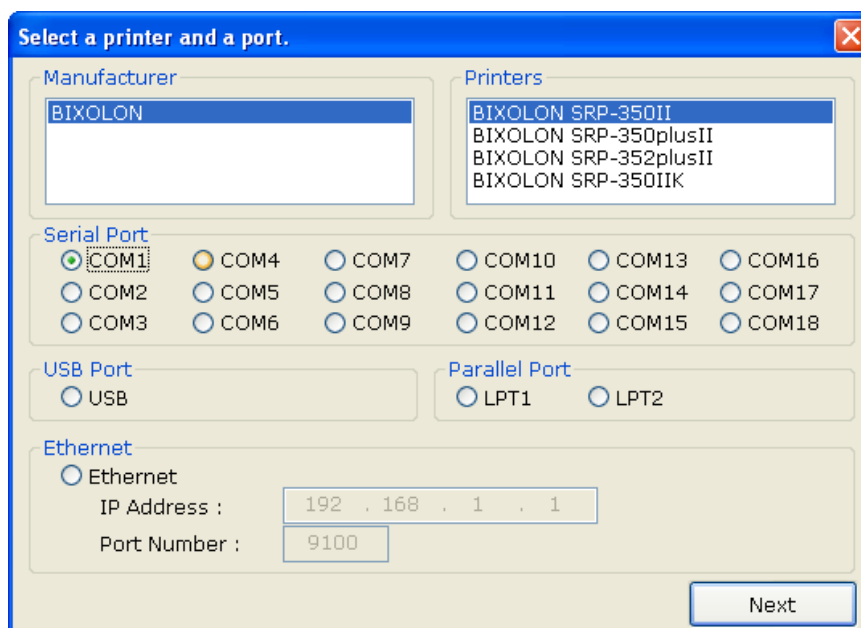 Select a printer and a port.
Manufacturer
BIXOLON
Printers
BIXOLON SRP-350II
BIXOLON SRP-350plusII
BIXOLON SRP-352plusII
BIXOLON SRP-350IIK
Serial Port
COM1 COM4 COM7 COM10 COM13 COM16
COM2 COM5 COM8 COM11 COM14 COM17
COM3 COM6 COM9 COM12 COM15 COM18
USB Port
USB
Parallel Port
LPT1 LPT2
Ethernet
Ethernet
IP Address : 192 . 168 . 1 . 1
Port Number : 9100
Next